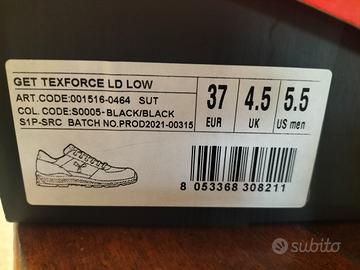 GET TEXFORCE LD LOW
ART.CODE:001516-0464 SUT
COL. CODE:S0005-BLACK/BLACK
S1P-SRC BATCH NO.PROD2021-00315
37 4.5 5.5
EUR UK US men
8 053368 308211
subito